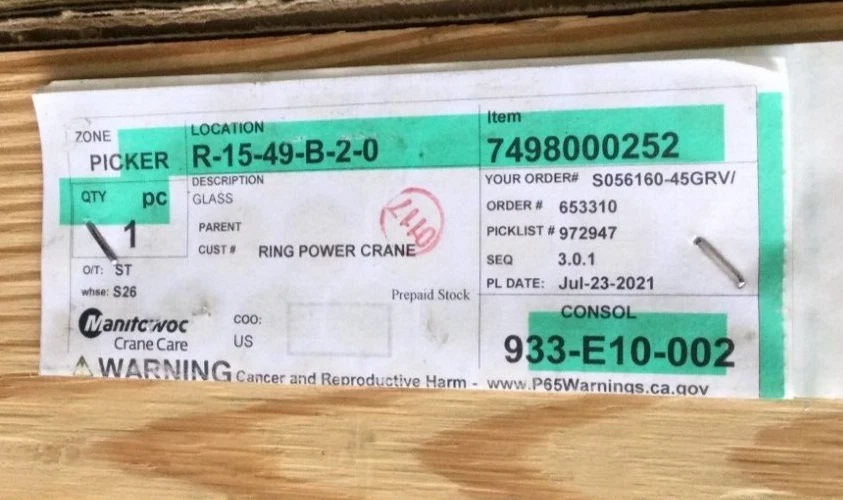 ZONE
PICKER
LOCATION
R-15-49-B-2-0
Item
7498000252
QTY pc
1
DESCRIPTION
GLASS
PARENT
CUST # RING POWER CRANE
0117
YOUR ORDER# S056160-45GRV/
ORDER # 653310
PICKLIST # 972947
SEQ 3.0.1
PL DATE: Jul-23-2021
O/T: ST
whse: S26
Prepaid Stock
Manitowoc
Crane Care
COO:
US
CONSOL
933-E10-002
WARNING Cancer and Reproductive Harm - www.P65Warnings.ca.gov